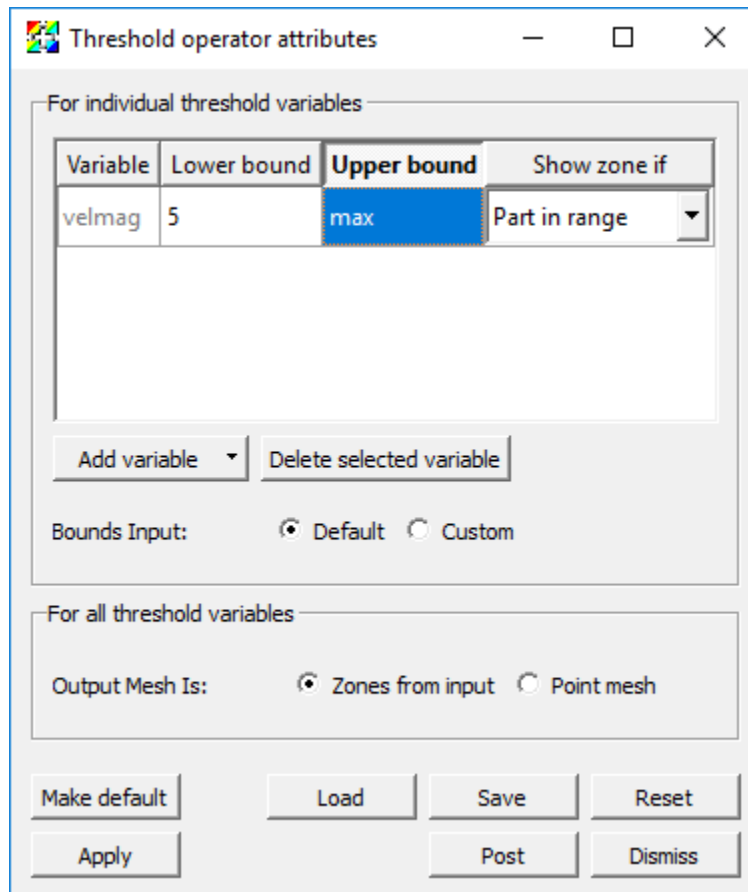 Threshold operator attributes
For individual threshold variables
Variable Lower bound Upper bound Show zone if
velmag 5 max Part in range
Add variable Delete selected variable
Bounds Input: Default Custom
For all threshold variables
Output Mesh Is: Zones from input Point mesh
Make default Load Save Reset
Apply Post Dismiss